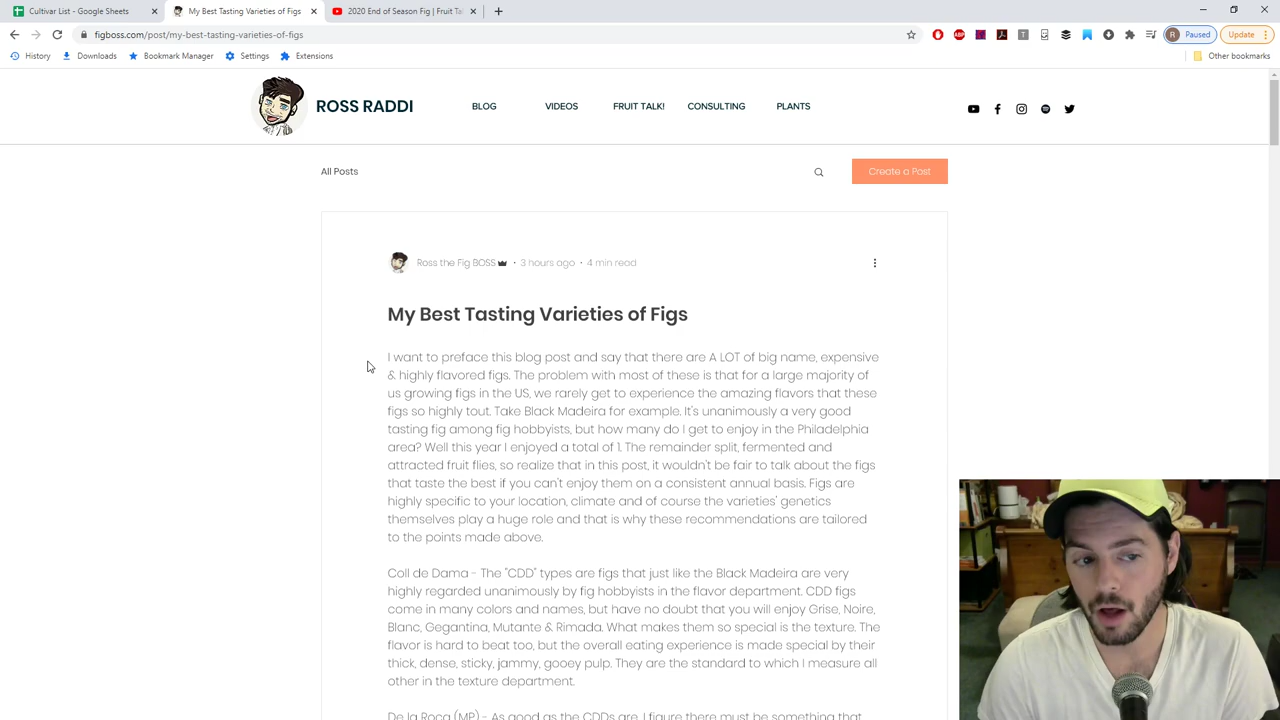 Cultivar List - Google Sheets
My Best Tasting Varieties of Figs
2020 End of Season Fig | Fruit Ta
figboss.com/post/my-best-tasting-varieties-of-figs
R Paused
Update
History
Downloads
Bookmark Manager
Settings
Extensions
Other bookmarks
ROSS RADDI
BLOG
VIDEOS
FRUIT TALK!
CONSULTING
PLANTS
All Posts
Create a Post
Ross the Fig BOSS
· 3 hours ago · 4 min read
My Best Tasting Varieties of Figs
I want to preface this blog post and say that there are A LOT of big name, expensive
& highly flavored figs. The problem with most of these is that for a large majority of
us growing figs in the US, we rarely get to experience the amazing flavors that these
figs so highly tout. Take Black Madeira for example. It's unanimously a very good
tasting fig among fig hobbyists, but how many do I get to enjoy in the Philadelphia
area? Well this year I enjoyed a total of 1. The remainder split, fermented and
attracted fruit flies, so realize that in this post, it wouldn't be fair to talk about the figs
that taste the best if you can't enjoy them on a consistent annual basis. Figs are
highly specific to your location, climate and of course the varieties' genetics
themselves play a huge role and that is why these recommendations are tailored
to the points made above.
Coll de Dama - The "CDD" types are figs that just like the Black Madeira are very
highly regarded unanimously by fig hobbyists in the flavor department. CDD figs
come in many colors and names, but have no doubt that you will enjoy Grise, Noire,
Blanc, Gegantina, Mutante & Rimada. What makes them so special is the texture. The
flavor is hard to beat too, but the overall eating experience is made special by their
thick, dense, sticky, jammy, gooey pulp. They are the standard to which I measure all
other in the texture department.
De la Roca (MP) - As good as the CDDs are, I figure there must be something that